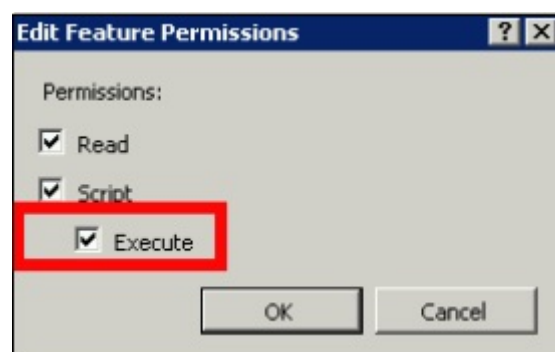 Edit Feature Permissions ? X
Permissions:
Read
Script
Execute
OK Cancel